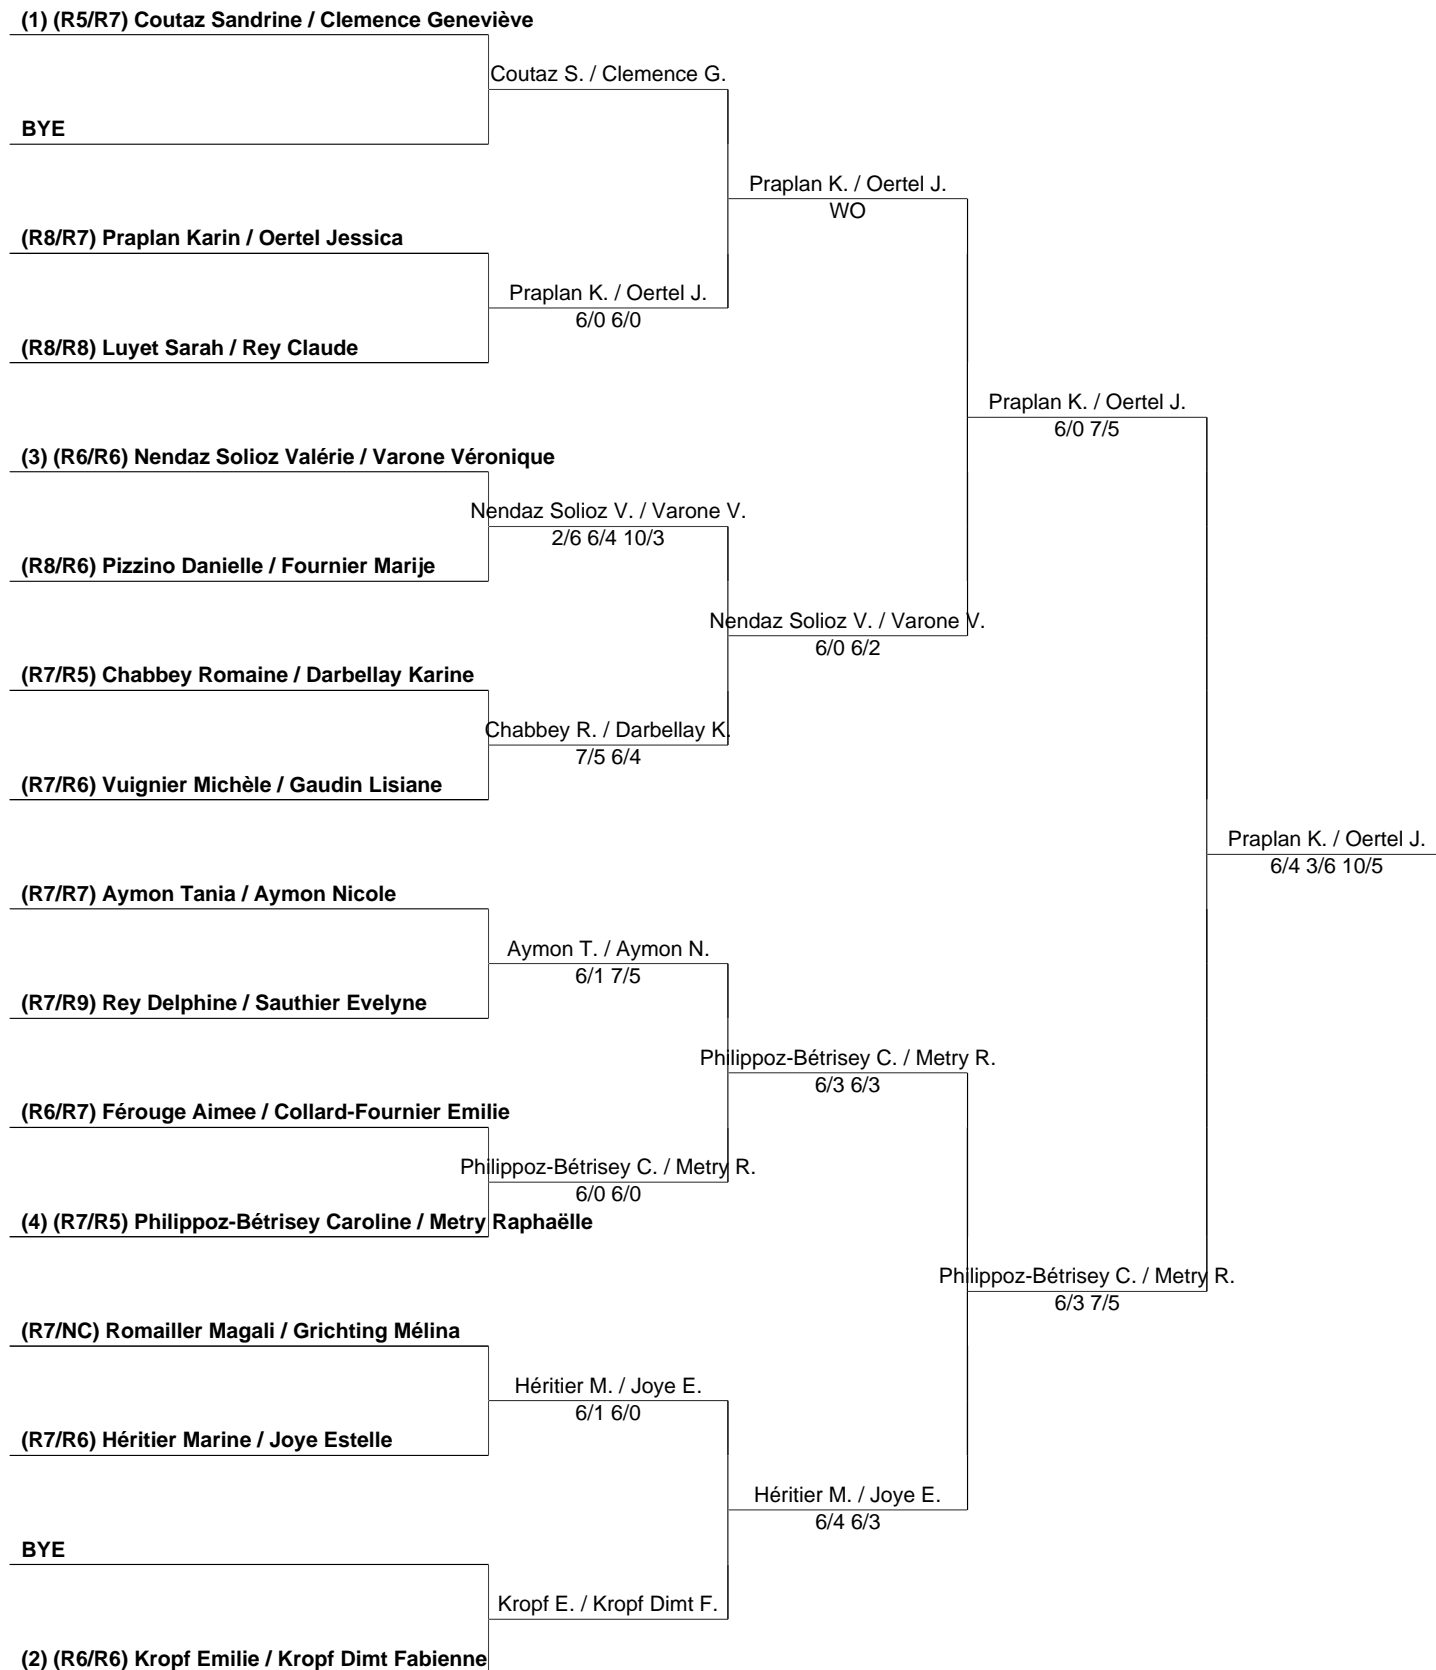 (1) (R5/R7) Coutaz Sandrine / Clemence Geneviève
Coutaz S. / Clemence G.
BYE
Praplan K. / Oertel J.
WO
(R8/R7) Praplan Karin / Oertel Jessica
Praplan K. / Oertel J.
6/0 6/0
(R8/R8) Luyet Sarah / Rey Claude
Praplan K. / Oertel J.
6/0 7/5
(3) (R6/R6) Nendaz Solioz Valérie / Varone Véronique
Nendaz Solioz V. / Varone V.
2/6 6/4 10/3
(R8/R6) Pizzino Danielle / Fournier Marije
Nendaz Solioz V. / Varone V.
6/0 6/2
(R7/R5) Chabbey Romaine / Darbellay Karine
Chabbey R. / Darbellay K.
7/5 6/4
(R7/R6) Vuignier Michèle / Gaudin Lisiane
Praplan K. / Oertel J.
6/4 3/6 10/5
(R7/R7) Aymon Tania / Aymon Nicole
Aymon T. / Aymon N.
6/1 7/5
(R7/R9) Rey Delphine / Sauthier Evelyne
Philippoz-Bétrisey C. / Metry R.
6/3 6/3
(R6/R7) Férouge Aimee / Collard-Fournier Emilie
Philippoz-Bétrisey C. / Metry R.
6/0 6/0
(4) (R7/R5) Philippoz-Bétrisey Caroline / Metry Raphaëlle
Philippoz-Bétrisey C. / Metry R.
6/3 7/5
(R7/NC) Romailler Magali / Grichting Mélina
Héritier M. / Joye E.
6/1 6/0
(R7/R6) Héritier Marine / Joye Estelle
Héritier M. / Joye E.
6/4 6/3
BYE
Kropf E. / Kropf Dimt F.
(2) (R6/R6) Kropf Emilie / Kropf Dimt Fabienne